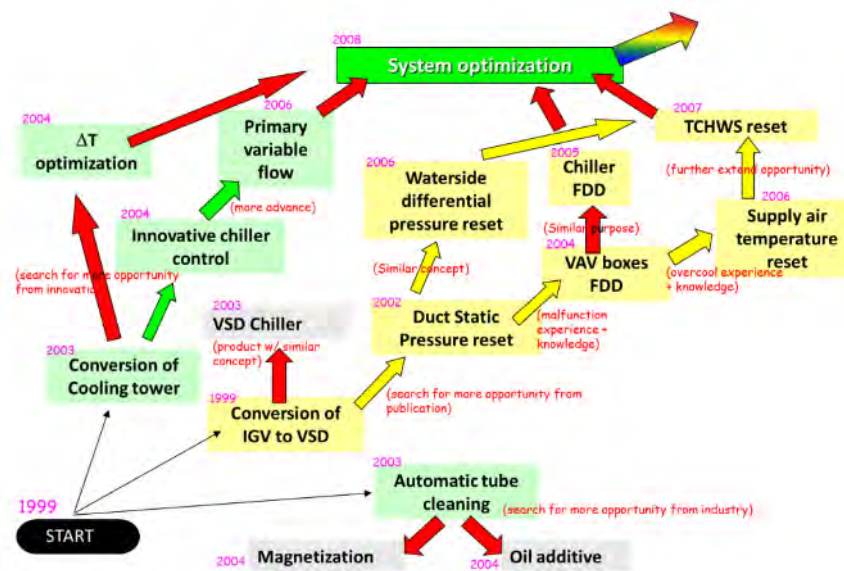 2008
System optimization
2004
ΔT
optimization
2006
Primary
variable
flow
2007
TCHWS reset
(further extend opportunity)
2006
Waterside
differential
pressure reset
2005
Chiller
FDD
(Similar purpose)
2006
Supply air
temperature
reset
2004
Innovative chiller
control
(more advance)
(search for more opportunity
from innovation)
(Similar concept)
2004
VAV boxes
FDD
(overcool experience
+ knowledge)
2003
VSD Chiller
(product w/ similar
concept)
2002
Duct Static
Pressure reset
(malfunction
experience +
knowledge)
2003
Conversion of
Cooling tower
1999
Conversion of
IGV to VSD
(search for more opportunity from
publication)
2003
Automatic tube
cleaning
(search for more opportunity from industry)
1999
START
2004
Magnetization
2004
Oil additive